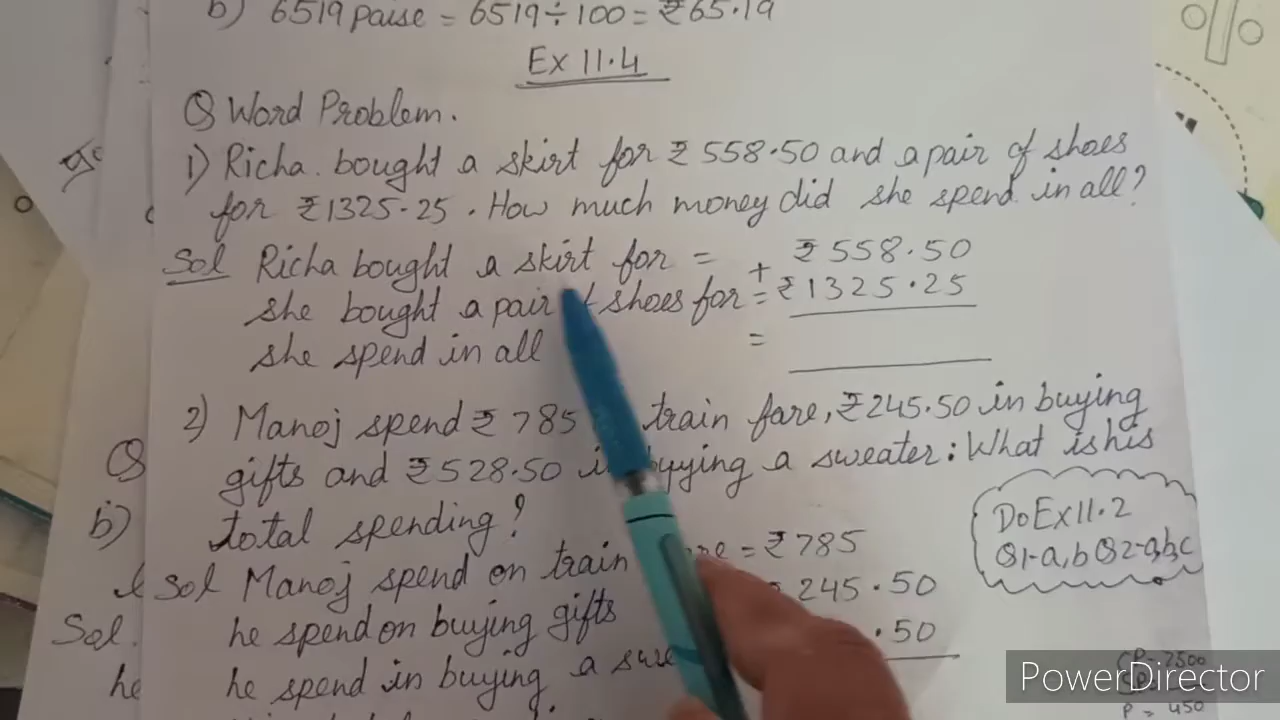 b) 6519 paise = 6519 ÷ 100 = ₹65.19
Ex 11.4
Q Word Problem.
1) Richa. bought a skirt for ₹ 558.50 and a pair of shoes
for ₹1325.25. How much money did she spend in all?
Sol Richa bought a skirt for = ₹ 558.50
she bought a pair of shoes for = + ₹1325.25
she spend in all =
2) Manoj spend ₹ 785 train fare, ₹245.50 in buying
gifts and ₹528.50 in byying a sweater: What is his
total spending?
Do Ex 11.2
Q1-a,b Q2-a,b,c
Sol Manoj spend on train = ₹785
he spend on buying gifts 245.50
he spend in buying a swe .50
Q
b)
Sol.
he
P = 450
PowerDirector